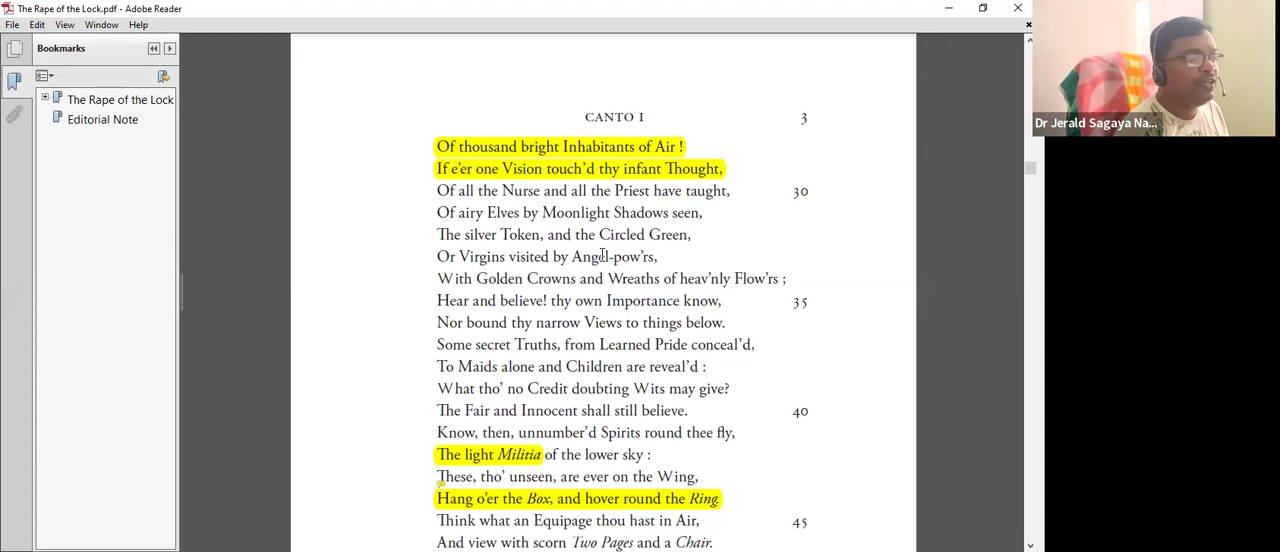 The Rape of the Lock.pdf - Adobe Reader
File Edit View Window Help
Bookmarks
The Rape of the Lock
Editorial Note
CANTO I 3
Of thousand bright Inhabitants of Air !
If e'er one Vision touch'd thy infant Thought,
Of all the Nurse and all the Priest have taught, 30
Of airy Elves by Moonlight Shadows seen,
The silver Token, and the Circled Green,
Or Virgins visited by Angel-pow'rs,
With Golden Crowns and Wreaths of heav'nly Flow'rs ;
Hear and believe! thy own Importance know, 35
Nor bound thy narrow Views to things below.
Some secret Truths, from Learned Pride conceal'd,
To Maids alone and Children are reveal'd :
What tho' no Credit doubting Wits may give?
The Fair and Innocent shall still believe. 40
Know, then, unnumber'd Spirits round thee fly,
The light Militia of the lower sky :
These, tho' unseen, are ever on the Wing,
Hang o'er the Box, and hover round the Ring.
Think what an Equipage thou hast in Air, 45
And view with scorn Two Pages and a Chair.
Dr Jerald Sagaya Na...